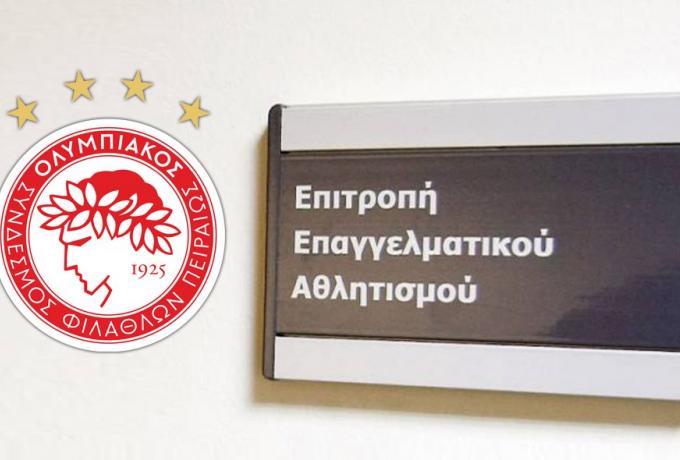 ΟΛΥΜΠΙΑΚΟΣ
ΣΥΝΔΕΣΜΟΣ ΦΙΛΑΘΛΩΝ ΠΕΙΡΑΙΩΣ
1925
Επιτροπή
Επαγγελματικού
Αθλητισμού